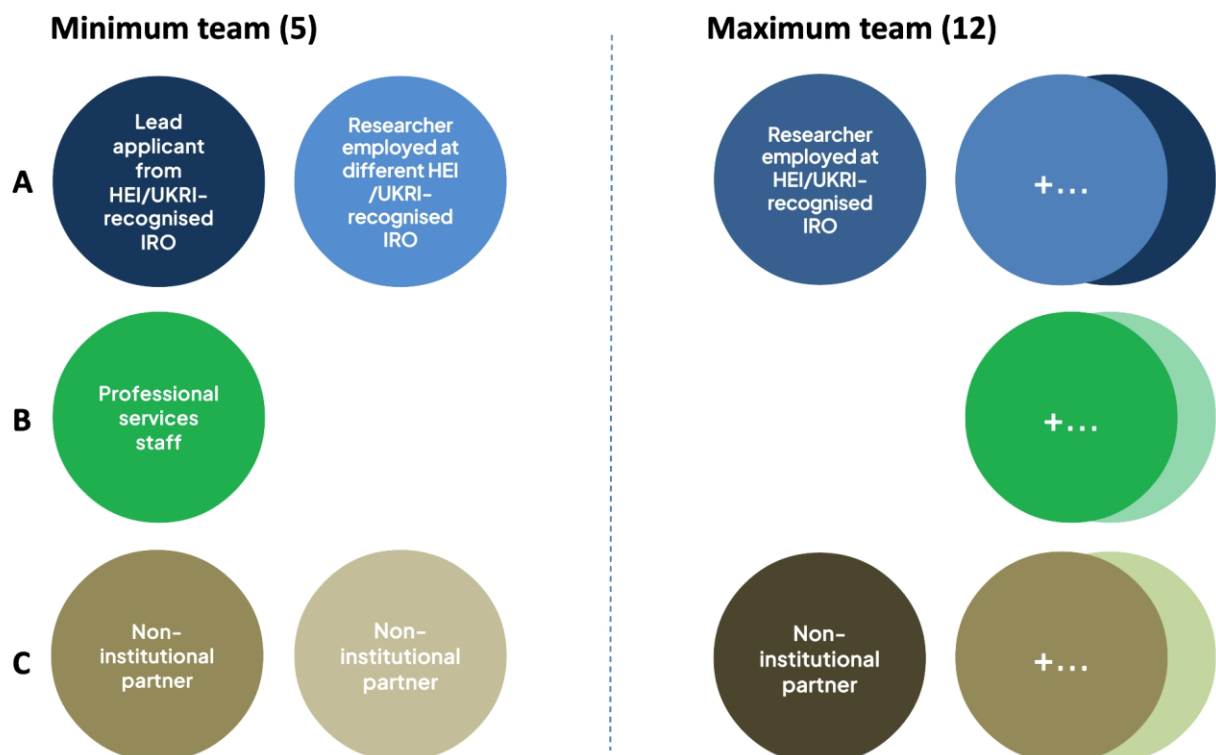 Minimum team (5)
Maximum team (12)
A
Lead
applicant
from
HEI/UKRI-
recognised
IRO
Researcher
employed at
different HEI
/UKRI-
recognised
IRO
Researcher
employed at
HEI/UKRI-
recognised
IRO
+...
B
Professional
services
staff
+...
C
Non-
institutional
partner
Non-
institutional
partner
Non-
institutional
partner
+...